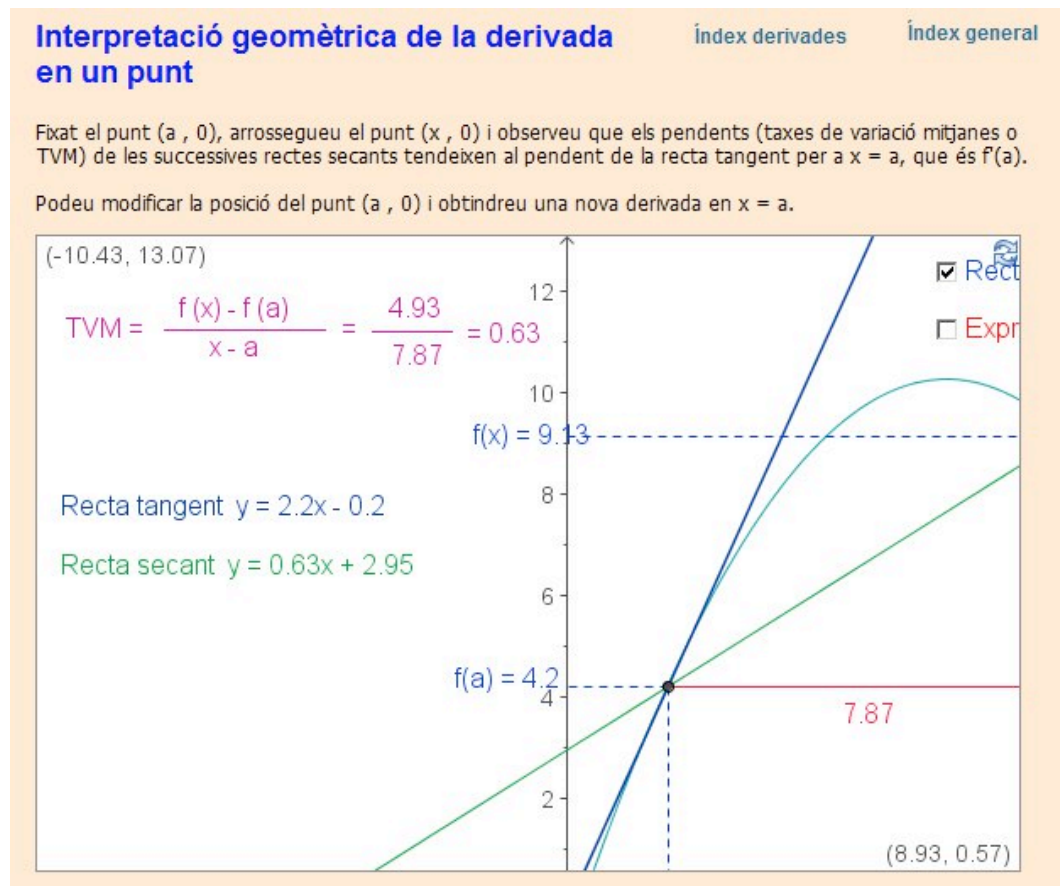 Interpretació geomètrica de la derivada
en un punt
Índex derivades
Índex general
Fixat el punt (a , 0), arrossegueu el punt (x , 0) i observeu que els pendents (taxes de variació mitjanes o
TVM) de les successives rectes secants tendeixen al pendent de la recta tangent per a x = a, que és f'(a).
Podeu modificar la posició del punt (a , 0) i obtindreu una nova derivada en x = a.
(-10.43, 13.07)
Rect
TVM = f (x) - f (a) / x - a = 4.93 / 7.87 = 0.63
Expr
12
10
f(x) = 9.13
8
Recta tangent y = 2.2x - 0.2
Recta secant y = 0.63x + 2.95
6
f(a) = 4.2
4
7.87
2
(8.93, 0.57)